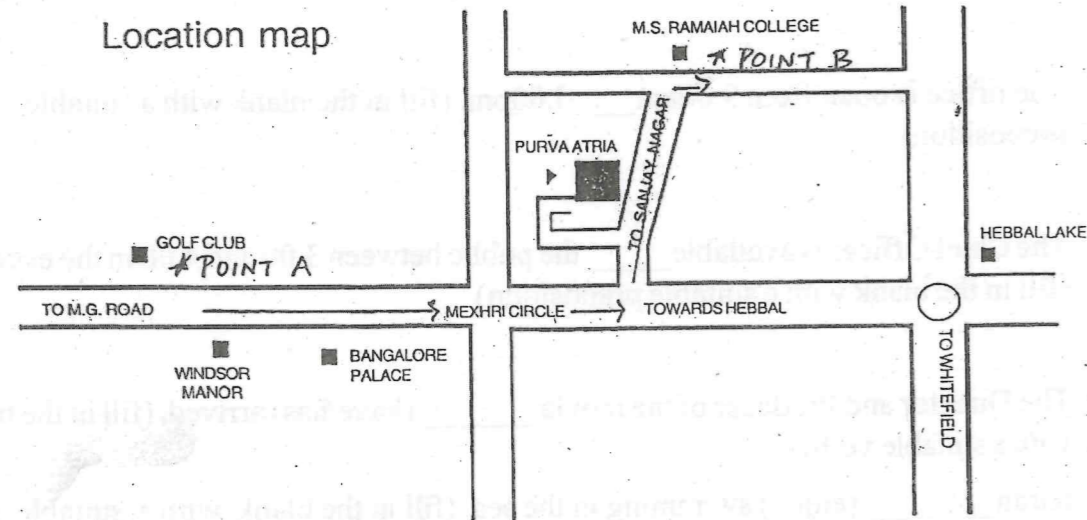 Location map
M.S. RAMAIAH COLLEGE
* POINT B
PURVA ATRIA
TO SANJAY NAGAR
GOLF CLUB
* POINT A
HEBBAL LAKE
TO M.G. ROAD
MEXHRI CIRCLE
TOWARDS HEBBAL
WINDSOR
MANOR
BANGALORE
PALACE
TO WHITEFIELD